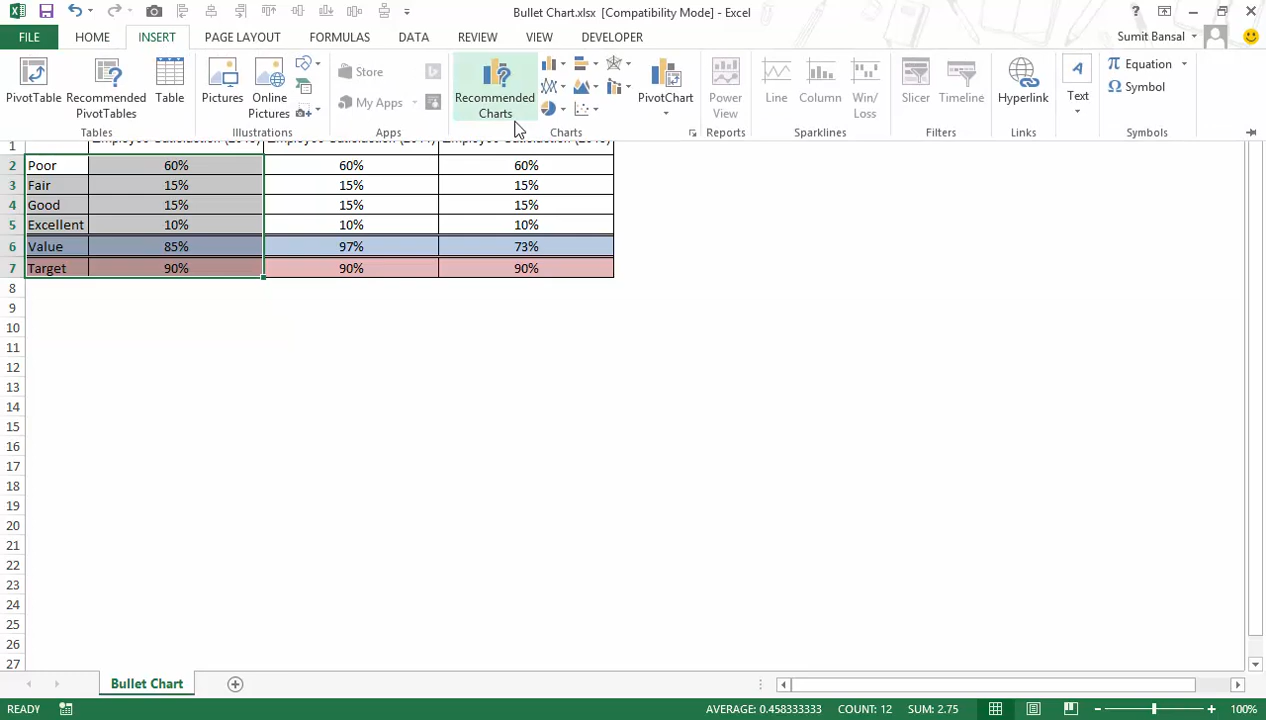 Bullet Chart.xlsx [Compatibility Mode] - Excel
FILE HOME INSERT PAGE LAYOUT FORMULAS DATA REVIEW VIEW DEVELOPER Sumit Bansal
PivotTable Recommended PivotTables Table
Tables
Pictures Online Pictures
Illustrations
Store
My Apps
Apps
Recommended Charts PivotChart
Charts
Power View
Reports
Line Column Win/ Loss
Sparklines
Slicer Timeline
Filters
Hyperlink
Links
Text
Equation
Symbol
Symbols
1
2 Poor 60% 60% 60%
3 Fair 15% 15% 15%
4 Good 15% 15% 15%
5 Excellent 10% 10% 10%
6 Value 85% 97% 73%
7 Target 90% 90% 90%
8
9
10
11
12
13
14
15
16
17
18
19
20
21
22
23
24
25
26
27
Bullet Chart
READY AVERAGE: 0.458333333 COUNT: 12 SUM: 2.75 100%